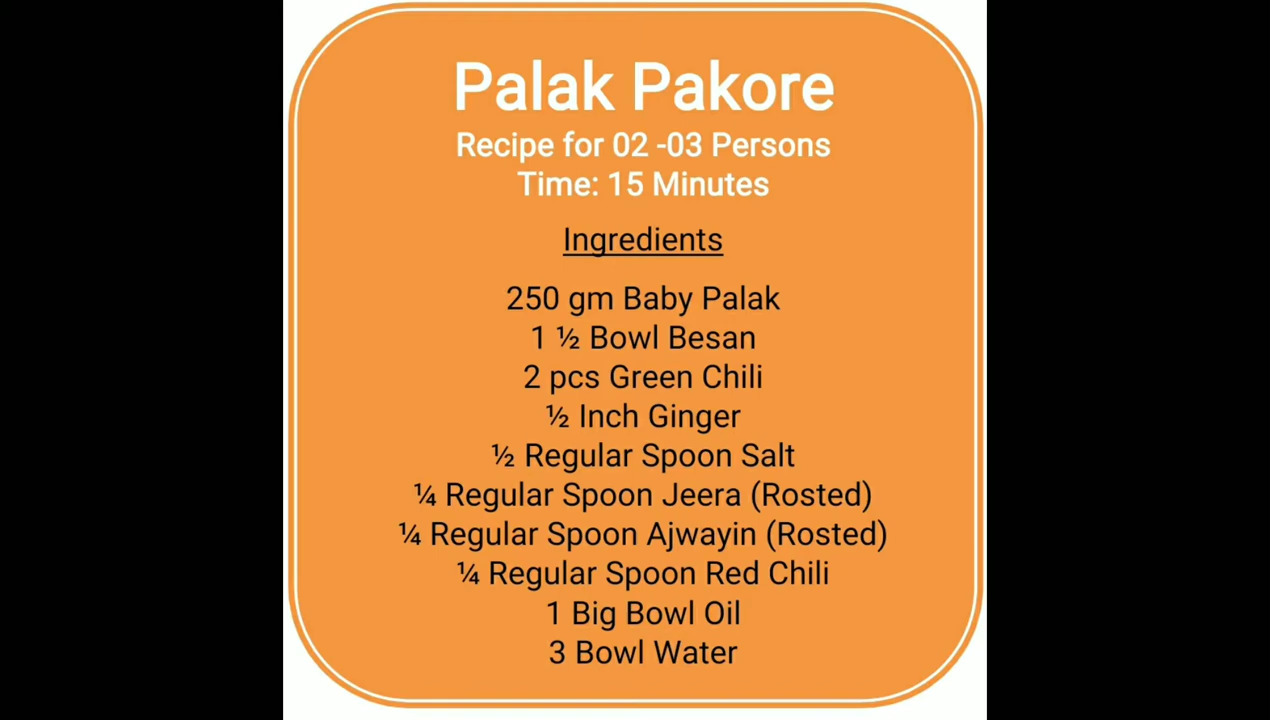 Palak Pakore
Recipe for 02 -03 Persons
Time: 15 Minutes
Ingredients
250 gm Baby Palak
1 ½ Bowl Besan
2 pcs Green Chili
½ Inch Ginger
½ Regular Spoon Salt
¼ Regular Spoon Jeera (Rosted)
¼ Regular Spoon Ajwayin (Rosted)
¼ Regular Spoon Red Chili
1 Big Bowl Oil
3 Bowl Water